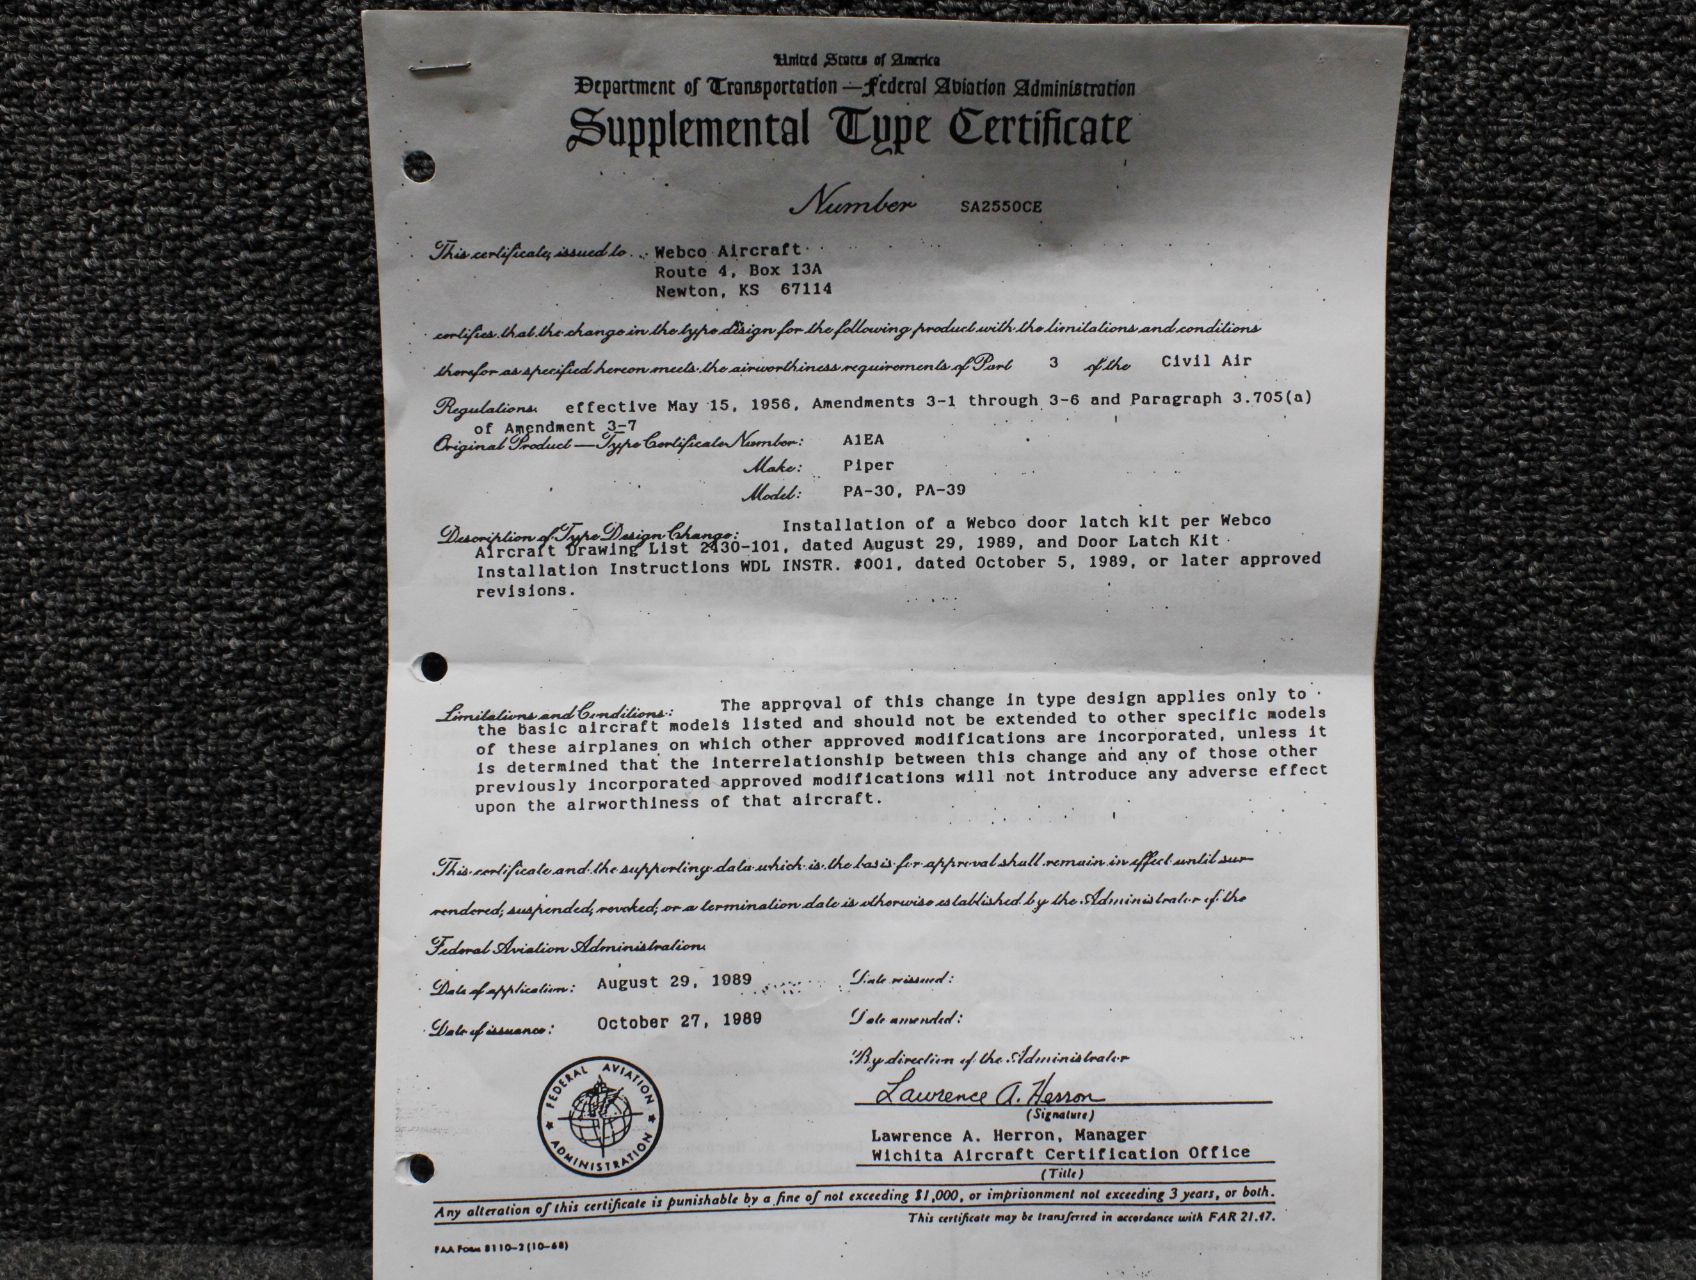 United States of America
Department of Transportation — Federal Aviation Administration
Supplemental Type Certificate
Number SA2550CE
This certificate, issued to Webco Aircraft
Route 4, Box 13A
Newton, KS 67114
certifies that the change in the type design for the following product with the limitations and conditions
therefor as specified hereon meets the airworthiness requirements of Part 3 of the Civil Air
Regulations. effective May 15, 1956, Amendments 3-1 through 3-6 and Paragraph 3.705(a)
of Amendment 3-7
Original Product — Type Certificate Number: A1EA
Make: Piper
Model: PA-30, PA-39
Description of Type Design Change: Installation of a Webco door latch kit per Webco
Aircraft Drawing List 2430-101, dated August 29, 1989, and Door Latch Kit
Installation Instructions WDL INSTR. #001, dated October 5, 1989, or later approved
revisions.
Limitations and Conditions: The approval of this change in type design applies only to
the basic aircraft models listed and should not be extended to other specific models
of these airplanes on which other approved modifications are incorporated, unless it
is determined that the interrelationship between this change and any of those other
previously incorporated approved modifications will not introduce any adverse effect
upon the airworthiness of that aircraft.
This certificate and the supporting data which is the basis for approval shall remain in effect until sur-
rendered, suspended, revoked, or a termination date is otherwise established by the Administrator of the
Federal Aviation Administration.
Date of application: August 29, 1989 Date reissued:
Date of issuance: October 27, 1989 Date amended:
By direction of the Administrator
FEDERAL AVIATION ADMINISTRATION
Lawrence A. Herron
(Signature)
Lawrence A. Herron, Manager
Wichita Aircraft Certification Office
(Title)
Any alteration of this certificate is punishable by a fine of not exceeding $1,000, or imprisonment not exceeding 3 years, or both.
This certificate may be transferred in accordance with FAR 21.47.
FAA Form 8110-2 (10-68)